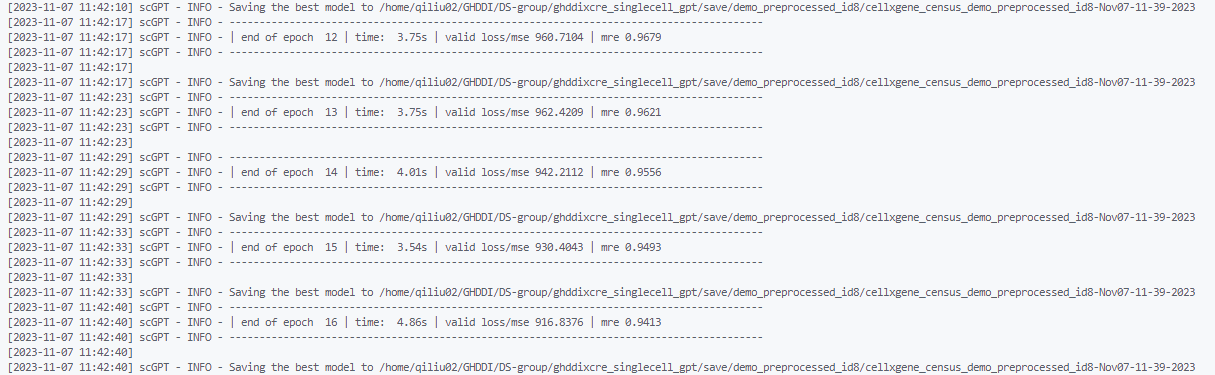 [2023-11-07 11:42:10] scGPT - INFO - Saving the best model to /home/qiliu02/GHDDI/DS-group/ghddixcre_singlecell_gpt/save/demo_preprocessed_id8/cellxgene_census_demo_preprocessed_id8-Nov07-11-39-2023
[2023-11-07 11:42:17] scGPT - INFO - -----------------------------------------------------------------------------------------
[2023-11-07 11:42:17] scGPT - INFO - | end of epoch  12 | time:  3.75s | valid loss/mse 960.7104 | mre 0.9679
[2023-11-07 11:42:17] scGPT - INFO - -----------------------------------------------------------------------------------------
[2023-11-07 11:42:17]
[2023-11-07 11:42:17] scGPT - INFO - Saving the best model to /home/qiliu02/GHDDI/DS-group/ghddixcre_singlecell_gpt/save/demo_preprocessed_id8/cellxgene_census_demo_preprocessed_id8-Nov07-11-39-2023
[2023-11-07 11:42:23] scGPT - INFO - -----------------------------------------------------------------------------------------
[2023-11-07 11:42:23] scGPT - INFO - | end of epoch  13 | time:  3.75s | valid loss/mse 962.4209 | mre 0.9621
[2023-11-07 11:42:23] scGPT - INFO - -----------------------------------------------------------------------------------------
[2023-11-07 11:42:23]
[2023-11-07 11:42:29] scGPT - INFO - -----------------------------------------------------------------------------------------
[2023-11-07 11:42:29] scGPT - INFO - | end of epoch  14 | time:  4.01s | valid loss/mse 942.2112 | mre 0.9556
[2023-11-07 11:42:29] scGPT - INFO - -----------------------------------------------------------------------------------------
[2023-11-07 11:42:29]
[2023-11-07 11:42:29] scGPT - INFO - Saving the best model to /home/qiliu02/GHDDI/DS-group/ghddixcre_singlecell_gpt/save/demo_preprocessed_id8/cellxgene_census_demo_preprocessed_id8-Nov07-11-39-2023
[2023-11-07 11:42:33] scGPT - INFO - -----------------------------------------------------------------------------------------
[2023-11-07 11:42:33] scGPT - INFO - | end of epoch  15 | time:  3.54s | valid loss/mse 930.4043 | mre 0.9493
[2023-11-07 11:42:33] scGPT - INFO - -----------------------------------------------------------------------------------------
[2023-11-07 11:42:33]
[2023-11-07 11:42:33] scGPT - INFO - Saving the best model to /home/qiliu02/GHDDI/DS-group/ghddixcre_singlecell_gpt/save/demo_preprocessed_id8/cellxgene_census_demo_preprocessed_id8-Nov07-11-39-2023
[2023-11-07 11:42:40] scGPT - INFO - -----------------------------------------------------------------------------------------
[2023-11-07 11:42:40] scGPT - INFO - | end of epoch  16 | time:  4.86s | valid loss/mse 916.8376 | mre 0.9413
[2023-11-07 11:42:40] scGPT - INFO - -----------------------------------------------------------------------------------------
[2023-11-07 11:42:40]
[2023-11-07 11:42:40] scGPT - INFO - Saving the best model to /home/qiliu02/GHDDI/DS-group/ghddixcre_singlecell_gpt/save/demo_preprocessed_id8/cellxgene_census_demo_preprocessed_id8-Nov07-11-39-2023